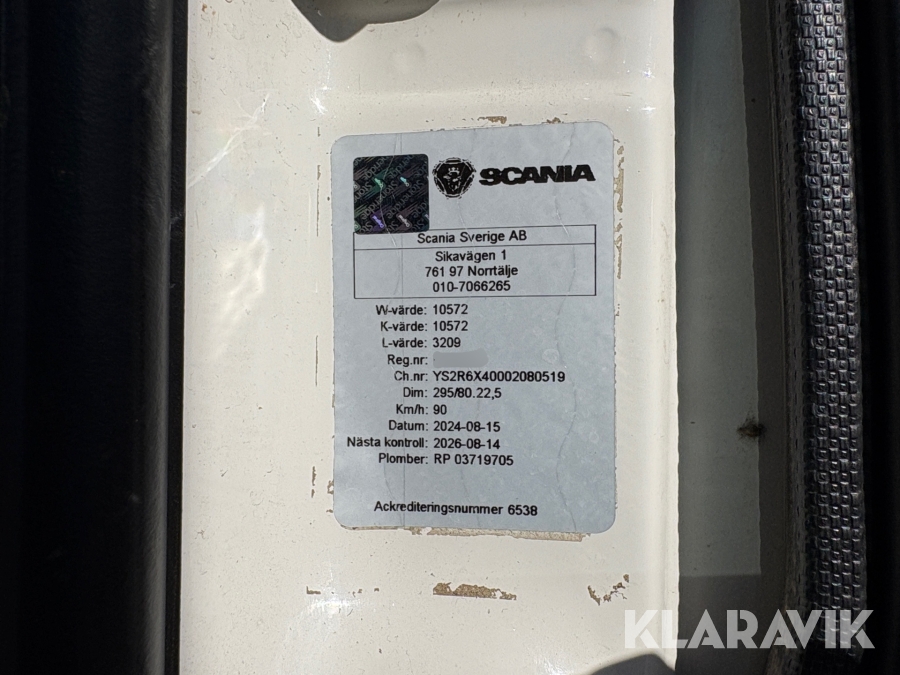 SCANIA
Scania Sverige AB
Sikavägen 1
761 97 Norrtälje
010-7066265
W-värde: 10572
K-värde: 10572
L-värde: 3209
Reg.nr:
Ch.nr: YS2R6X40002080519
Dim: 295/80.22,5
Km/h: 90
Datum: 2024-08-15
Nästa kontroll: 2026-08-14
Plomber: RP 03719705
Ackrediteringsnummer 6538
KLARAVIK